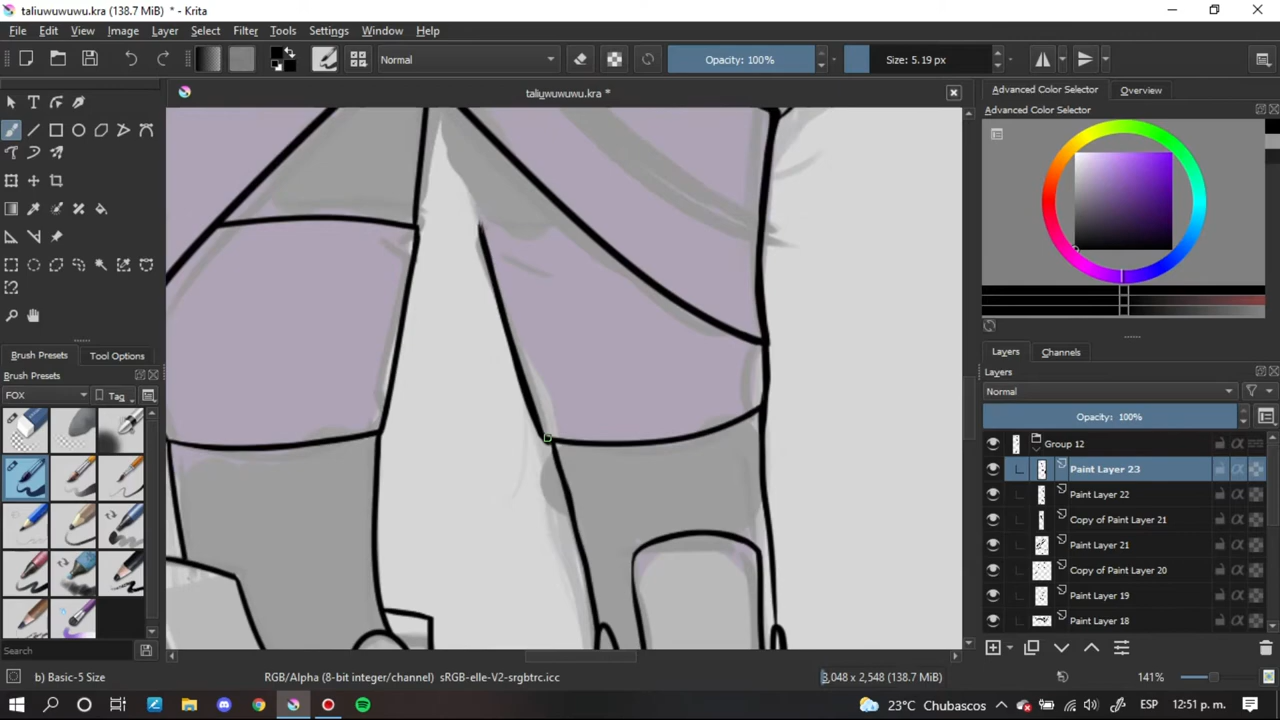 taliuwuwuwu.kra (138.7 MiB) * - Krita
File Edit View Image Layer Select Filter Tools Settings Window Help
Normal
Opacity: 100%
Size: 5.19 px
taliuwuwuwu.kra *
Advanced Color Selector
Overview
Advanced Color Selector
Layers
Channels
Layers
Normal
Opacity: 100%
Group 12
Paint Layer 23
Paint Layer 22
Copy of Paint Layer 21
Paint Layer 21
Copy of Paint Layer 20
Paint Layer 19
Paint Layer 18
Brush Presets
Tool Options
Brush Presets
FOX
Tag
Search
b) Basic-5 Size
RGB/Alpha (8-bit integer/channel) sRGB-elle-V2-srgbtrc.icc
3,048 x 2,548 (138.7 MiB)
141%
23°C Chubascos
ESP
12:51 p. m.